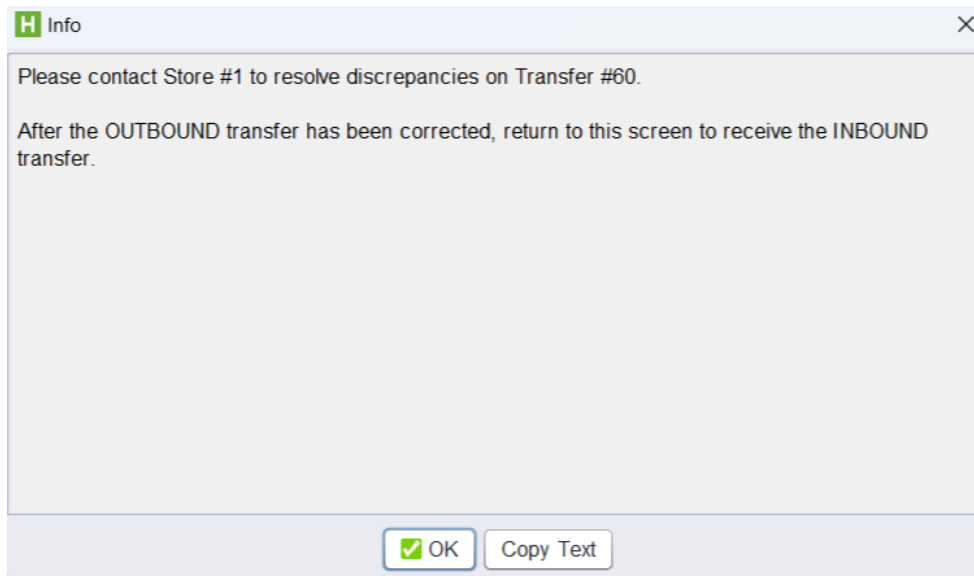 H Info
Please contact Store #1 to resolve discrepancies on Transfer #60.
After the OUTBOUND transfer has been corrected, return to this screen to receive the INBOUND
transfer.
OK Copy Text